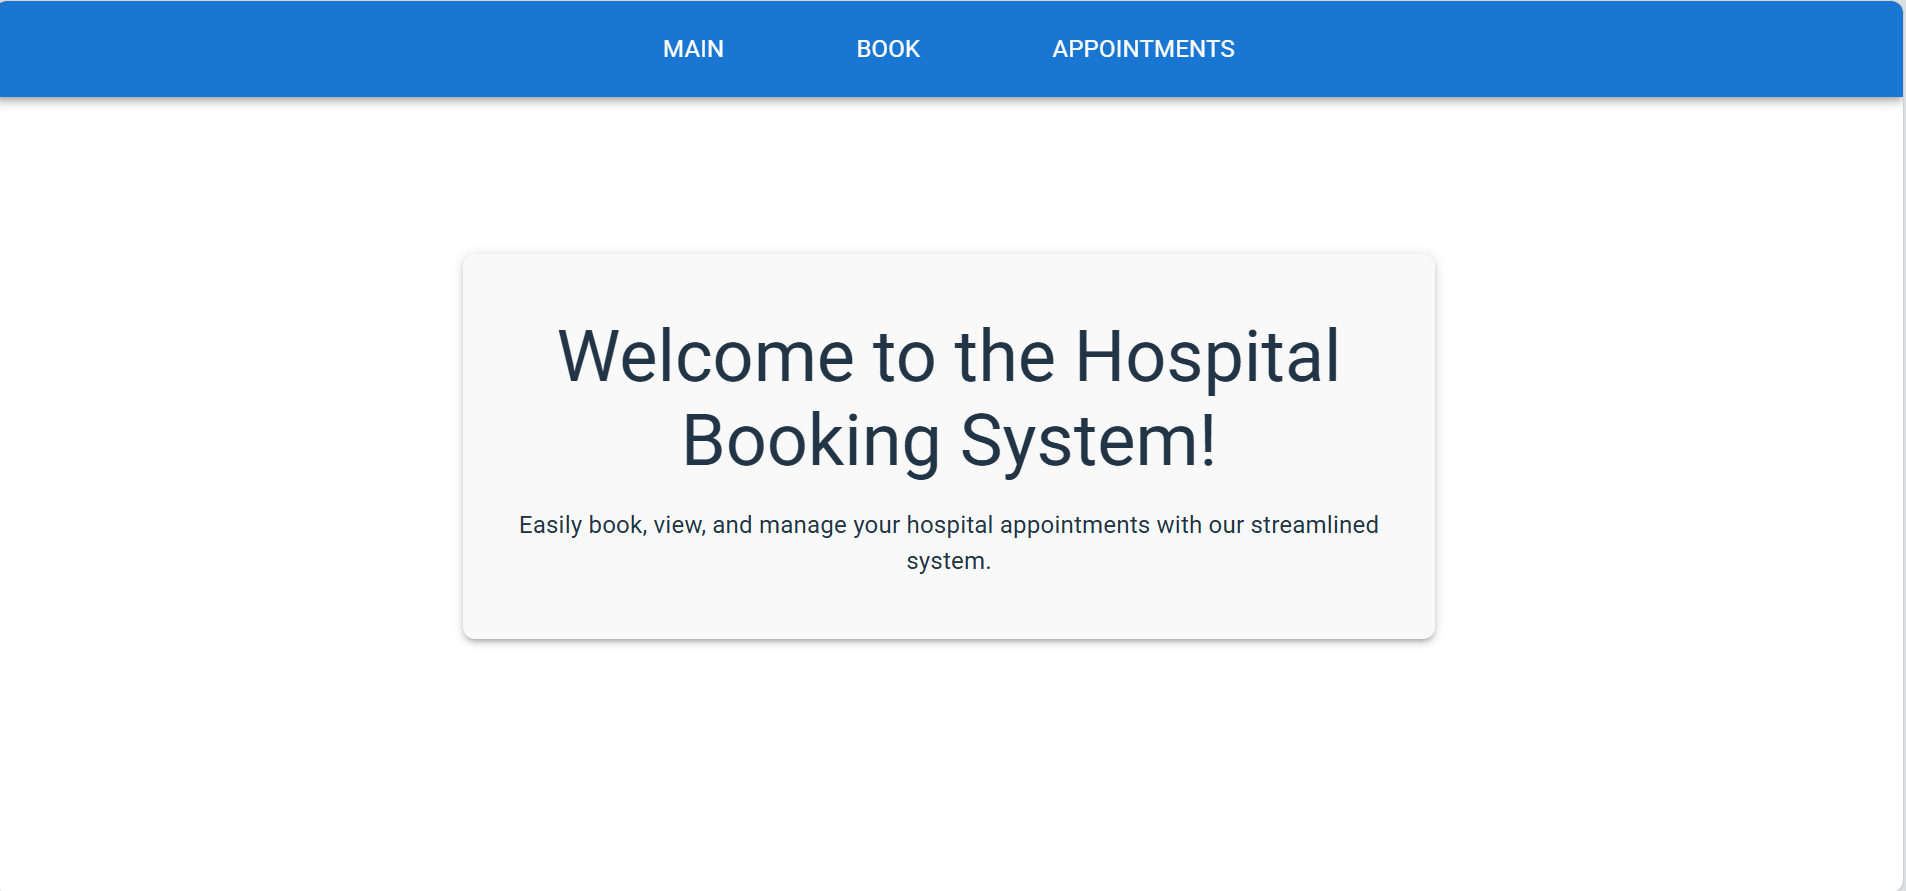 MAIN BOOK APPOINTMENTS
Welcome to the Hospital
Booking System!
Easily book, view, and manage your hospital appointments with our streamlined
system.